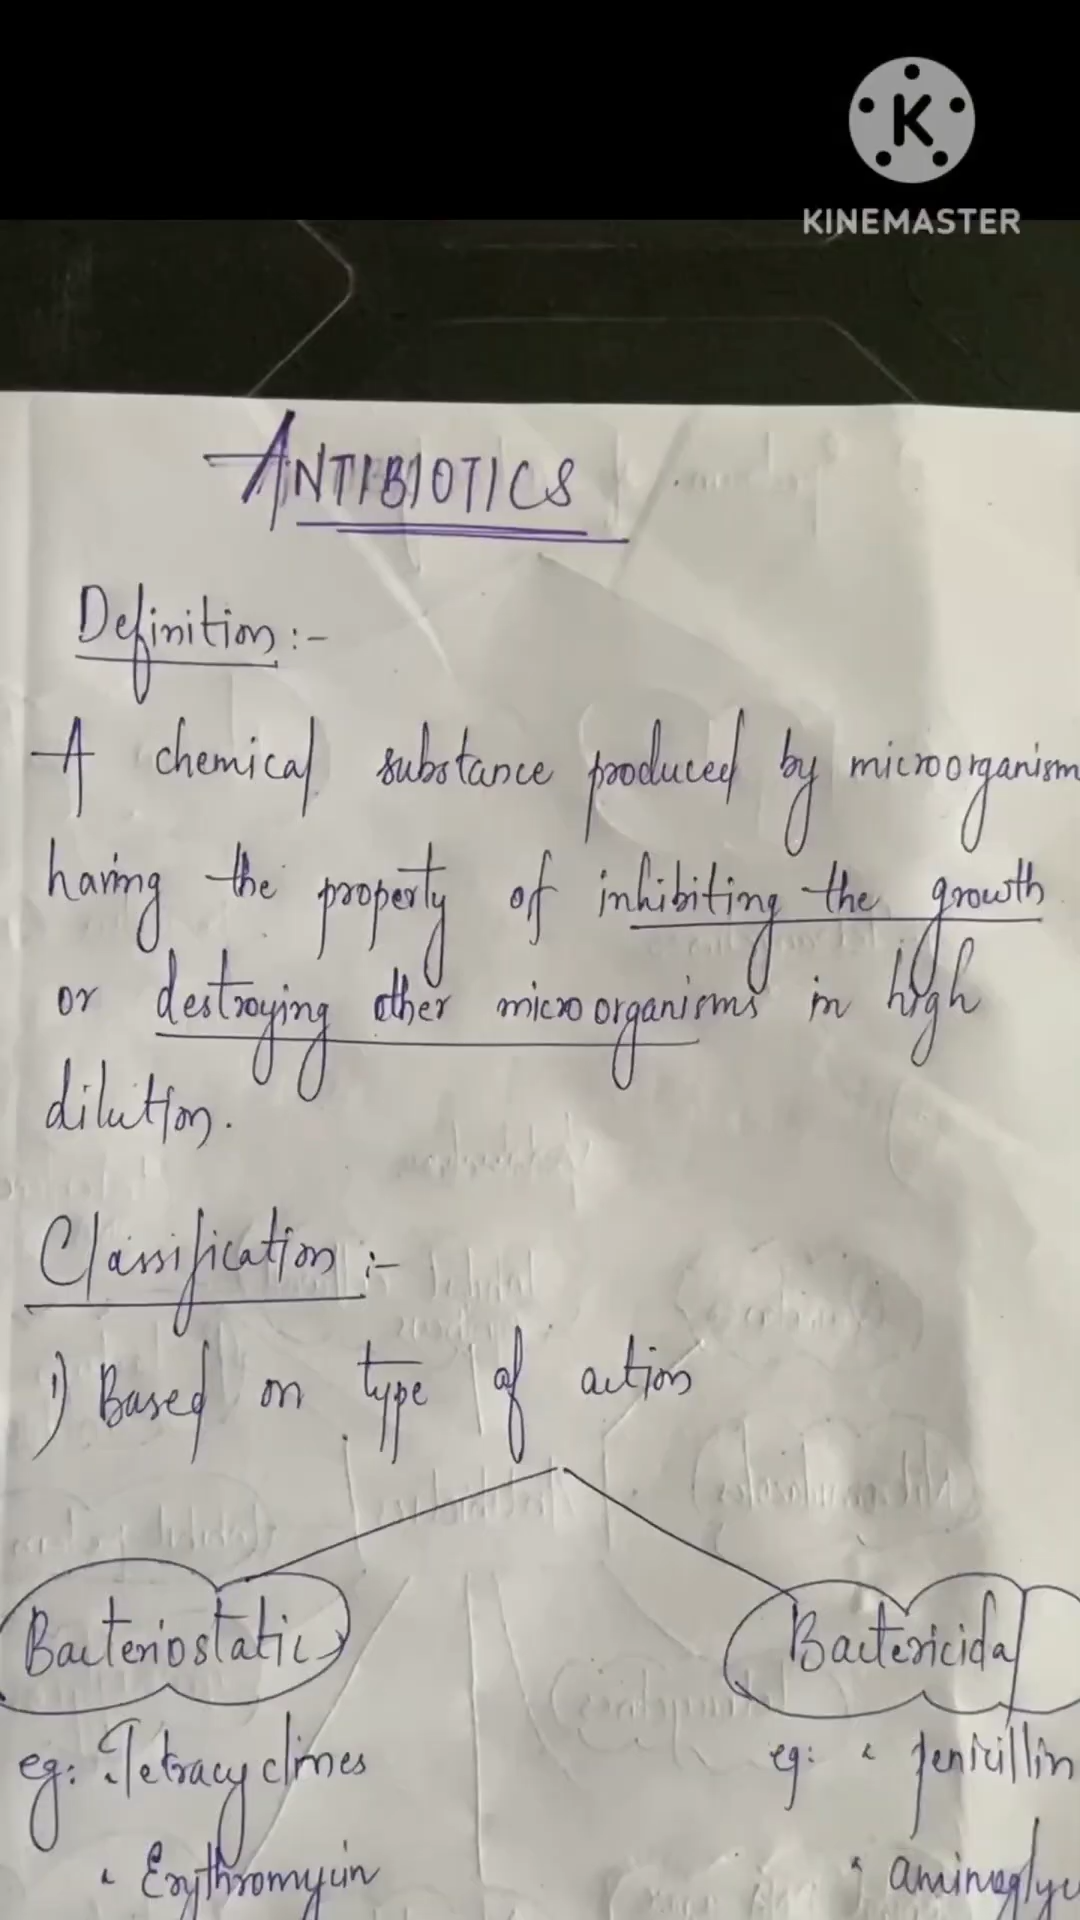 K
KINEMASTER
ANTIBIOTICS
Definition :-
A chemical substance produced by microorganism
having the property of inhibiting the growth
or destroying other microorganisms in high
dilution.
Classification :-
1) Based on type of action
Bacteriostatic Bactericidal
eg: Tetracyclines eg: Penicillin
Erythromycin aminoglyc